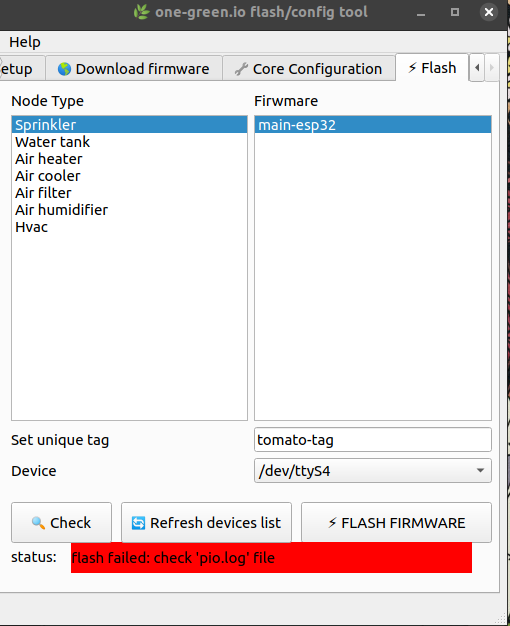 one-green.io flash/config tool
Help
etup
Download firmware
Core Configuration
Flash
Node Type
Firwmare
Sprinkler
main-esp32
Water tank
Air heater
Air cooler
Air filter
Air humidifier
Hvac
Set unique tag
tomato-tag
Device
/dev/ttyS4
Check
Refresh devices list
FLASH FIRMWARE
status:
flash failed: check 'pio.log' file